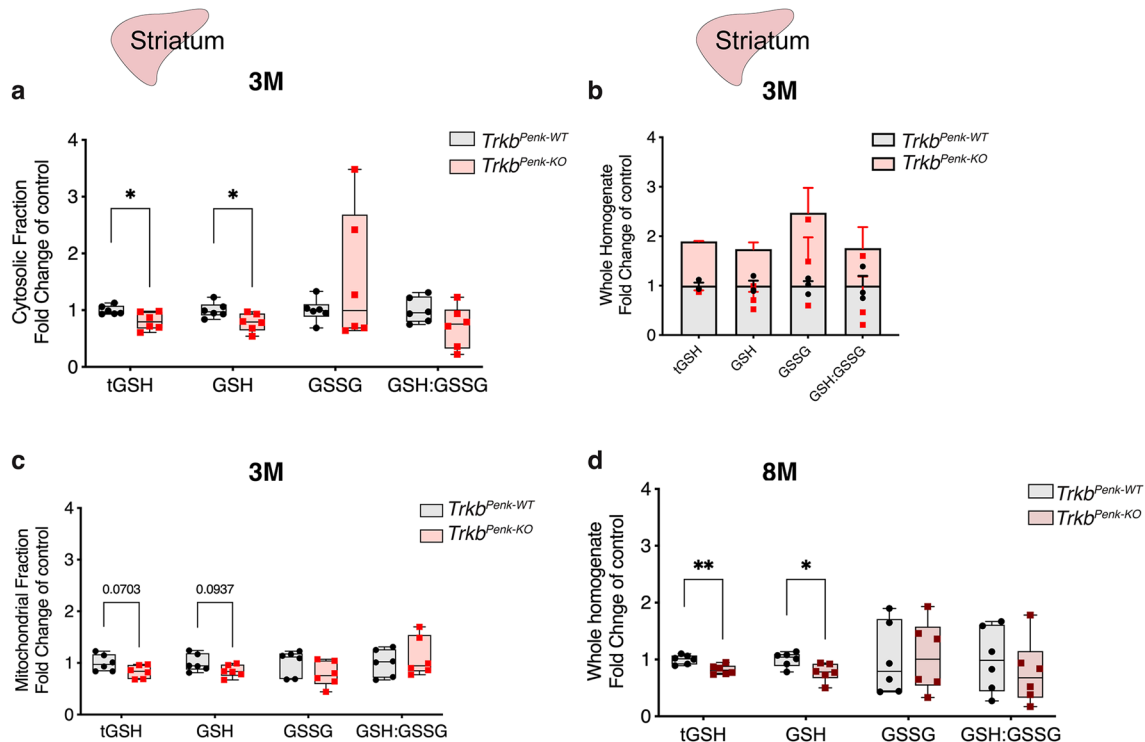 Striatum
a
3M
Cytosolic Fraction
Fold Change of control
4
3
2
1
0
Trkb^Penk-WT
Trkb^Penk-KO
*
*
tGSH
GSH
GSSG
GSH:GSSG
Striatum
b
3M
Whole Homogenate
Fold Change of control
4
3
2
1
0
Trkb^Penk-WT
Trkb^Penk-KO
tGSH
GSH
GSSG
GSH:GSSG
c
3M
Mitochondrial Fraction
Fold Change of control
4
3
2
1
0
Trkb^Penk-WT
Trkb^Penk-KO
0.0703
0.0937
tGSH
GSH
GSSG
GSH:GSSG
d
8M
Whole homogenate
Fold Chnge of control
4
3
2
1
0
Trkb^Penk-WT
Trkb^Penk-KO
**
*
tGSH
GSH
GSSG
GSH:GSSG